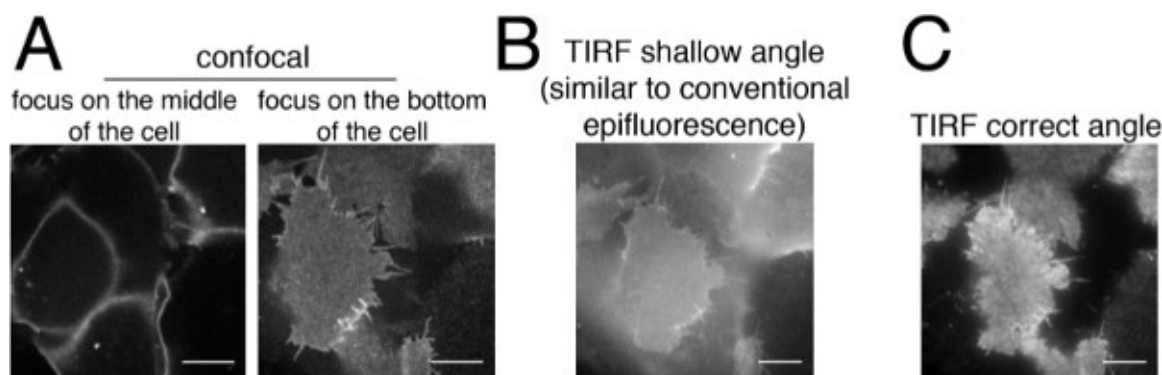 A
confocal
focus on the middle
of the cell
focus on the bottom
of the cell
B
TIRF shallow angle
(similar to conventional
epifluorescence)
C
TIRF correct angle